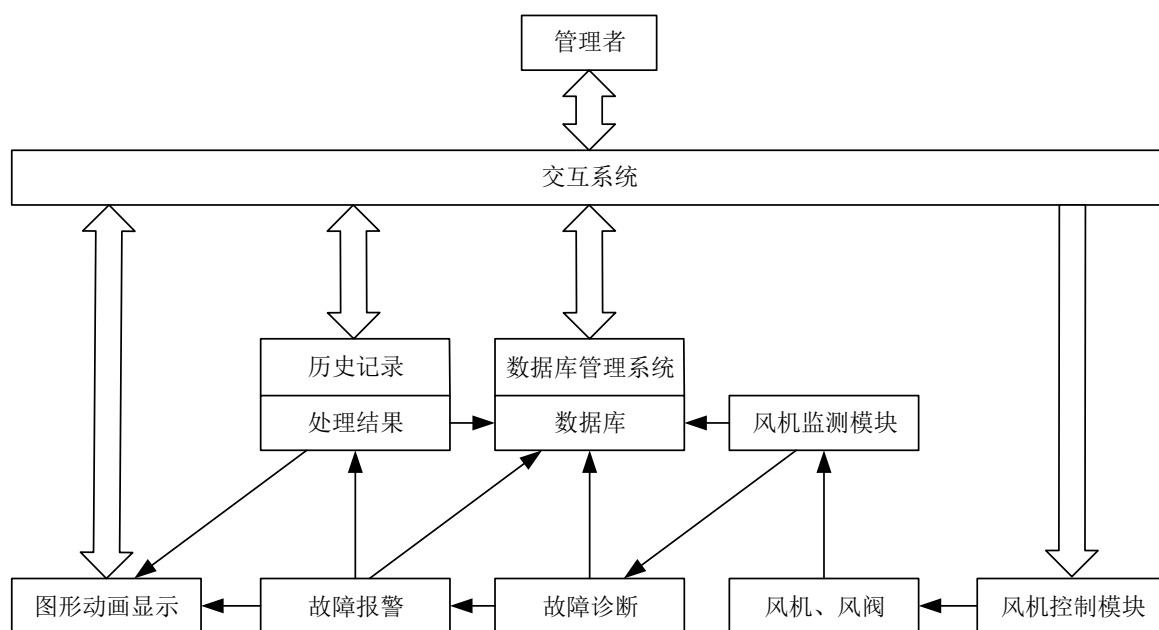 管理者
交互系统
历史记录
数据库管理系统
处理结果
数据库
风机监测模块
图形动画显示
故障报警
故障诊断
风机、风阀
风机控制模块